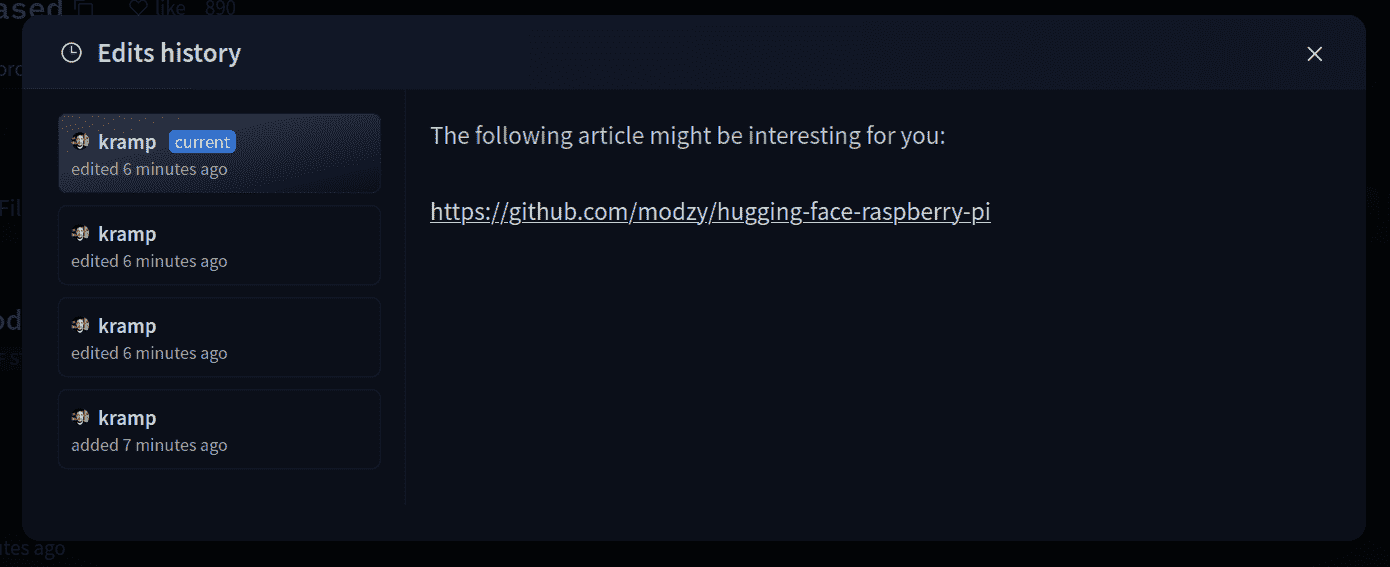 like 890
Edits history
kramp current
edited 6 minutes ago
kramp
edited 6 minutes ago
kramp
edited 6 minutes ago
kramp
added 7 minutes ago
The following article might be interesting for you:
https://github.com/modzy/hugging-face-raspberry-pi
ago